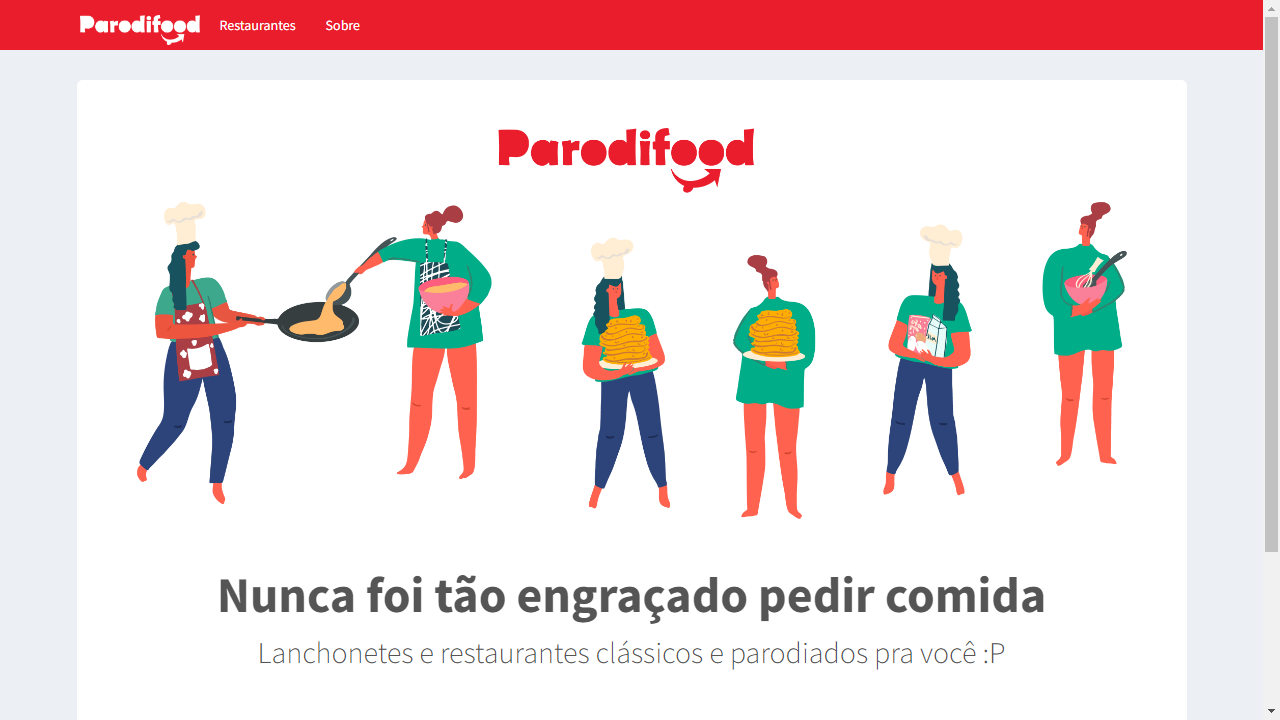 Parodifood Restaurantes Sobre
Parodifood
Nunca foi tão engraçado pedir comida
Lanchonetes e restaurantes clássicos e parodiados pra você :P